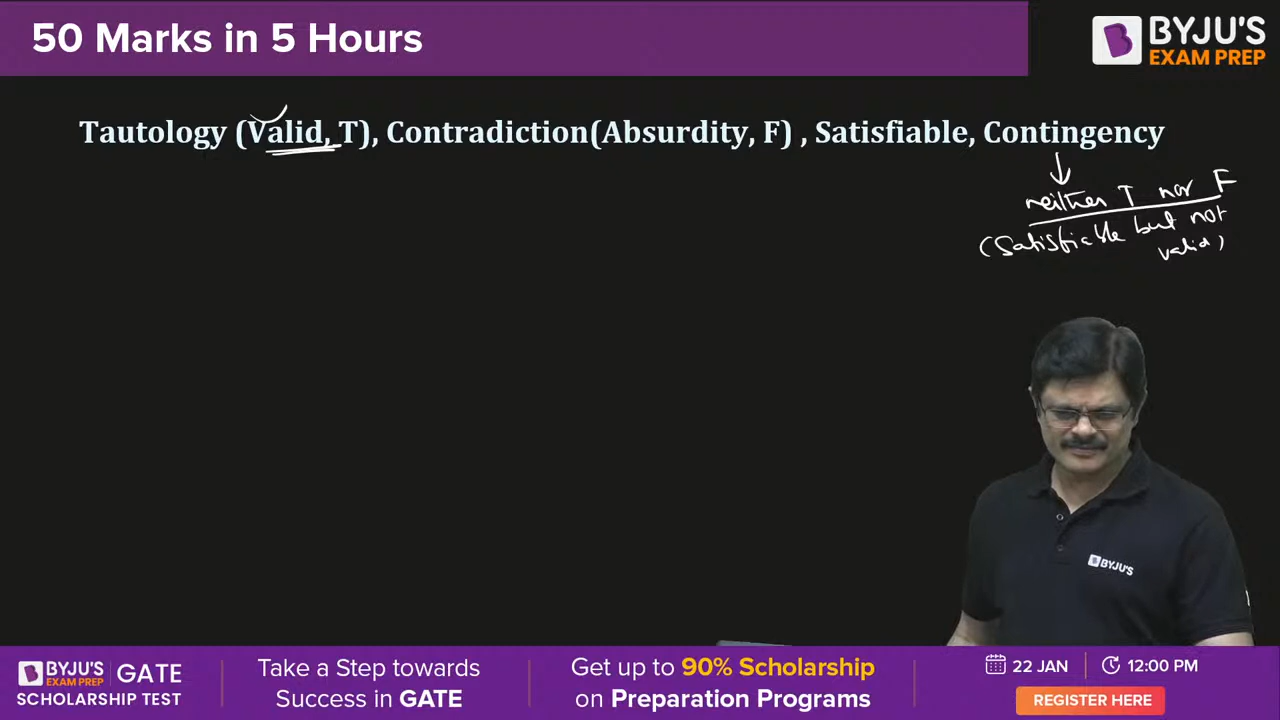 50 Marks in 5 Hours
BYJU'S
EXAM PREP
Tautology (Valid, T), Contradiction(Absurdity, F) , Satisfiable, Contingency
neither T nor F
(Satisfiable but not
valid)
BYJU'S
BYJU'S
EXAM PREP
GATE
SCHOLARSHIP TEST
Take a Step towards
Success in GATE
Get up to 90% Scholarship
on Preparation Programs
22 JAN
12:00 PM
REGISTER HERE